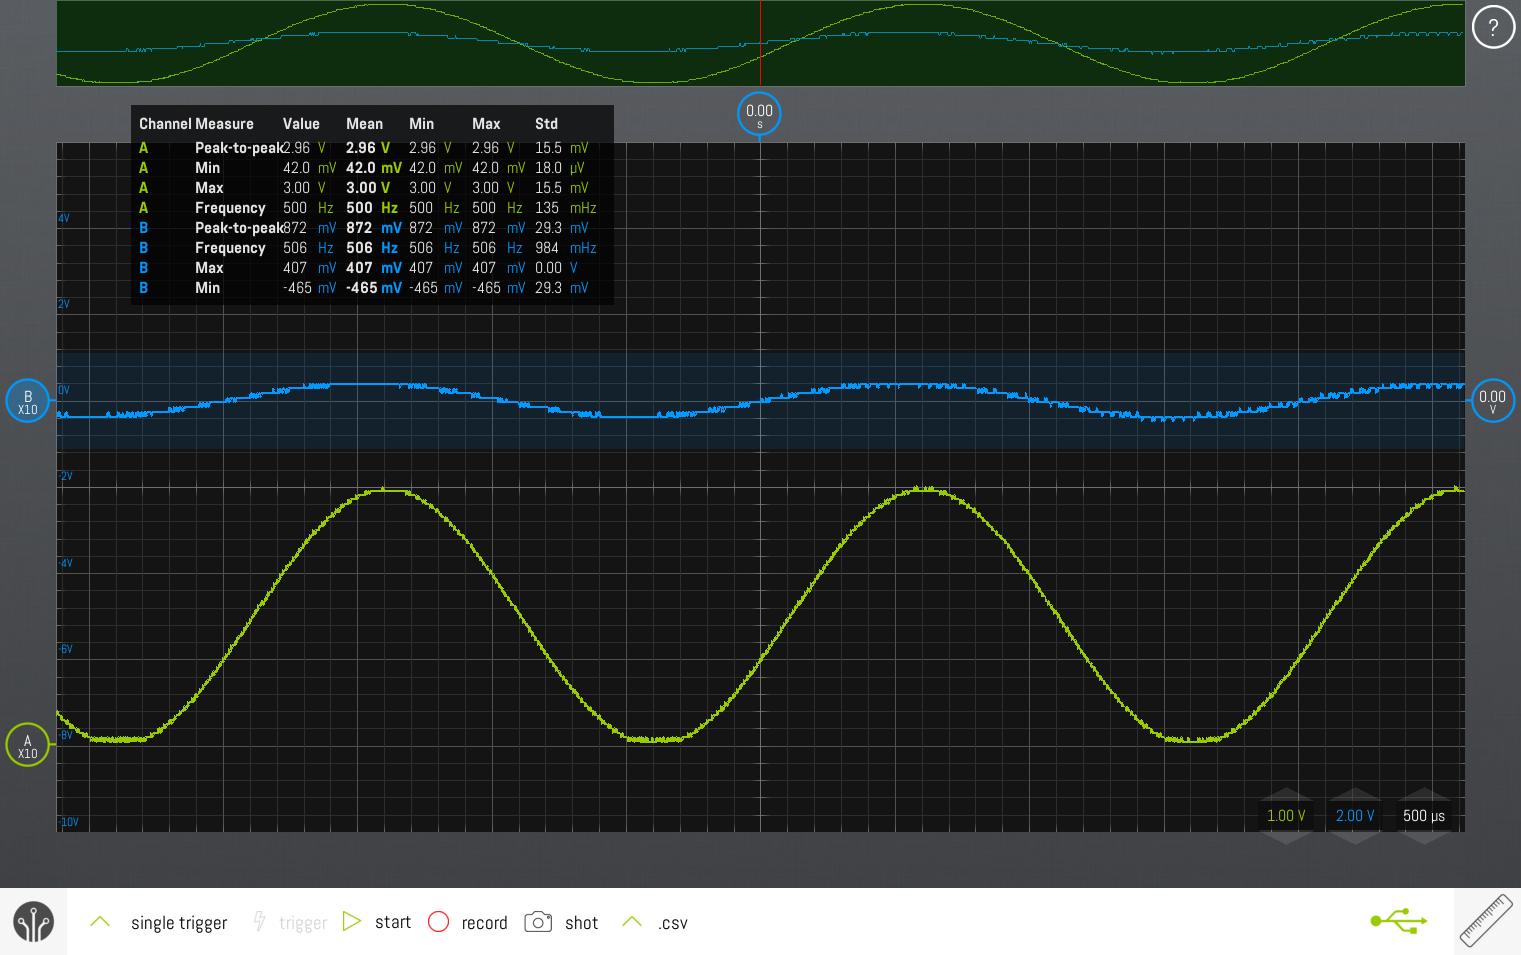 ?
0.00
s
Channel Measure Value Mean Min Max Std
A Peak-to-peak 2.96 V 2.96 V 2.96 V 2.96 V 15.5 mV
A Min 42.0 mV 42.0 mV 42.0 mV 42.0 mV 18.0 µV
A Max 3.00 V 3.00 V 3.00 V 3.00 V 15.5 mV
A Frequency 500 Hz 500 Hz 500 Hz 500 Hz 135 mHz
B Peak-to-peak 872 mV 872 mV 872 mV 872 mV 29.3 mV
B Frequency 506 Hz 506 Hz 506 Hz 506 Hz 984 mHz
B Max 407 mV 407 mV 407 mV 407 mV 0.00 V
B Min -465 mV -465 mV -465 mV -465 mV 29.3 mV
4V
2V
0V
B
X10
0.00
V
-2V
-4V
-6V
-8V
A
X10
-10V
1.00 V 2.00 V 500 µs
single trigger trigger start record shot .csv